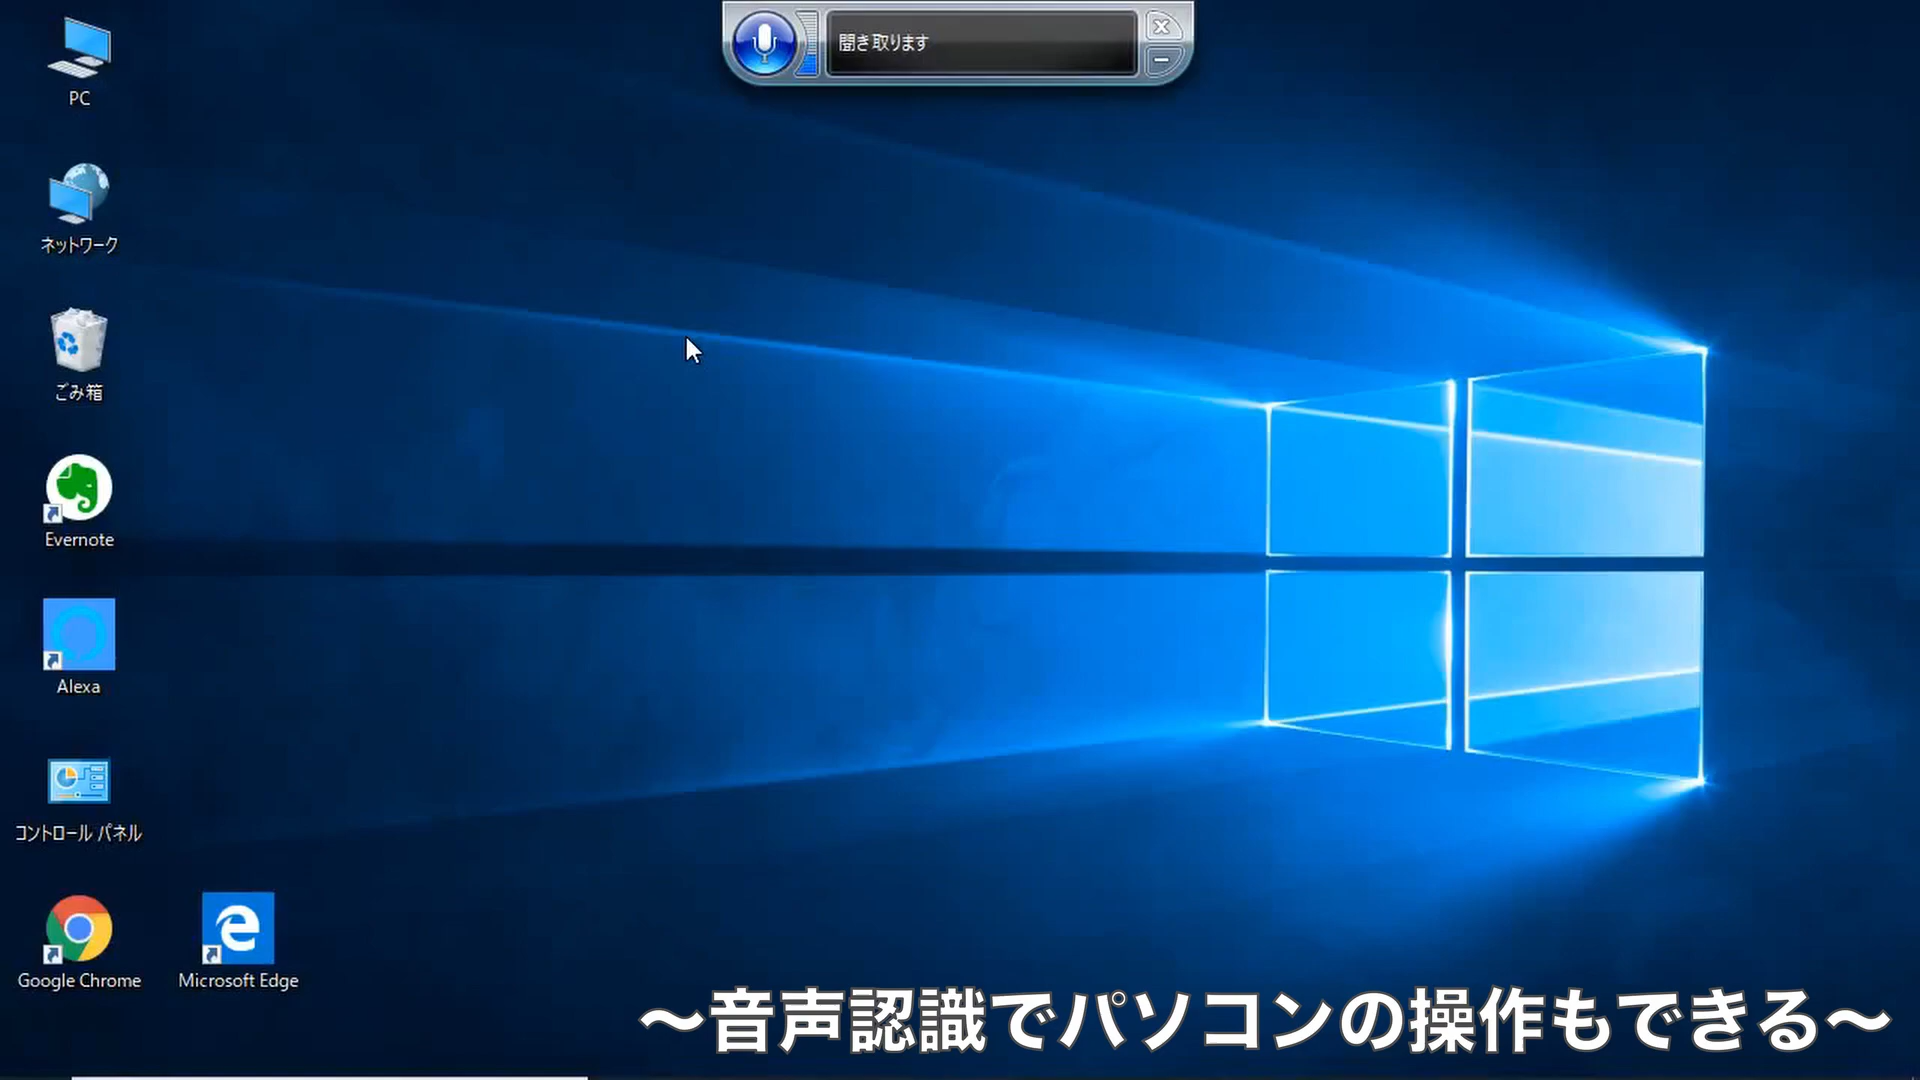 聞き取ります
PC
ネットワーク
ごみ箱
Evernote
Alexa
コントロール パネル
Google Chrome
Microsoft Edge
～音声認識でパソコンの操作もできる～